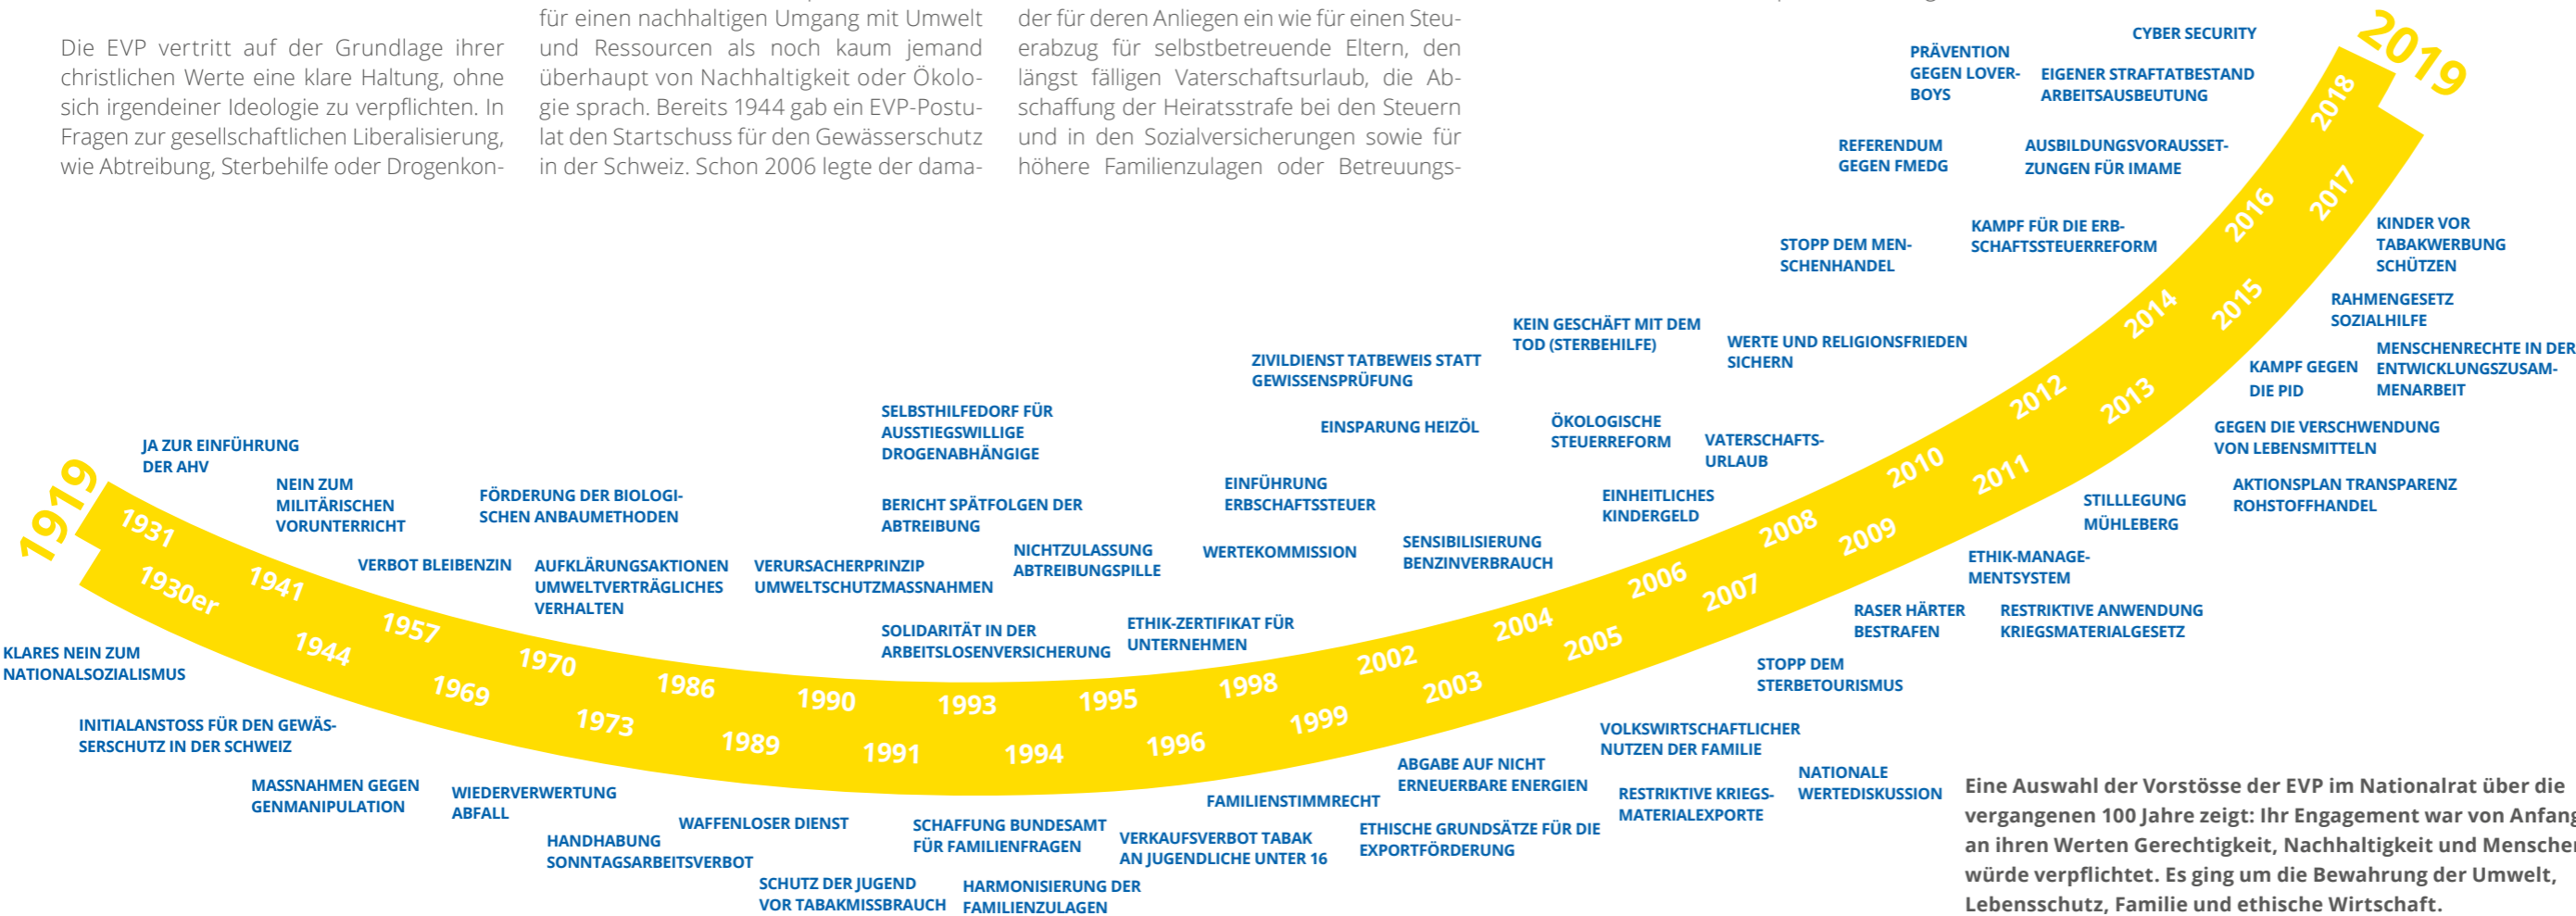 Die EVP vertritt auf der Grundlage ihrer
christlichen Werte eine klare Haltung, ohne
sich irgendeiner Ideologie zu verpflichten. In
Fragen zur gesellschaftlichen Liberalisierung,
wie Abtreibung, Sterbehilfe oder Drogenkon-
für einen nachhaltigen Umgang mit Umwelt
und Ressourcen als noch kaum jemand
überhaupt von Nachhaltigkeit oder Ökolo-
gie sprach. Bereits 1944 gab ein EVP-Postu-
lat den Startschuss für den Gewässerschutz
in der Schweiz. Schon 2006 legte der dama-
der für deren Anliegen ein wie für einen Steu-
erabzug für selbstbetreuende Eltern, den
längst fälligen Vaterschaftsurlaub, die Ab-
schaffung der Heiratsstrafe bei den Steuern
und in den Sozialversicherungen sowie für
höhere Familienzulagen oder Betreuungs-
1919
1931
1930er
1941
1944
1957
1969
1970
1973
1986
1989
1990
1991
1993
1994
1995
1996
1998
1999
2002
2003
2004
2005
2006
2007
2008
2009
2010
2011
2012
2013
2014
2015
2016
2017
2018
2019
JA ZUR EINFÜHRUNG
DER AHV
NEIN ZUM
MILITÄRISCHEN
VORUNTERRICHT
VERBOT BLEIBENZIN
FÖRDERUNG DER BIOLOGI-
SCHEN ANBAUMETHODEN
AUFKLÄRUNGSAKTIONEN
UMWELTVERTRÄGLICHES
VERHALTEN
VERURSACHERPRINZIP
UMWELTSCHUTZMASSNAHMEN
SELBSTHILFEDORF FÜR
AUSSTIEGSWILLIGE
DROGENABHÄNGIGE
BERICHT SPÄTFOLGEN DER
ABTREIBUNG
SOLIDARITÄT IN DER
ARBEITSLOSENVERSICHERUNG
NICHTZULASSUNG
ABTREIBUNGSPILLE
ETHIK-ZERTIFIKAT FÜR
UNTERNEHMEN
WERTEKOMMISSION
EINFÜHRUNG
ERBSCHAFTSSTEUER
ZIVILDIENST TATBEWEIS STATT
GEWISSENSPRÜFUNG
EINSPARUNG HEIZÖL
SENSIBILISIERUNG
BENZINVERBRAUCH
KEIN GESCHÄFT MIT DEM
TOD (STERBEHILFE)
ÖKOLOGISCHE
STEUERREFORM
EINHEITLICHES
KINDERGELD
VATERSCHAFTS-
URLAUB
WERTE UND RELIGIONSFRIEDEN
SICHERN
STOPP DEM MEN-
SCHENHANDEL
KAMPF FÜR DIE ERB-
SCHAFTSSTEUERREFORM
REFERENDUM
GEGEN FMEDG
AUSBILDUNGSVORAUSSET-
ZUNGEN FÜR IMAME
PRÄVENTION
GEGEN LOVER-
BOYS
EIGENER STRAFTATBESTAND
ARBEITSAUSBEUTUNG
CYBER SECURITY
KLARES NEIN ZUM
NATIONALSOZIALISMUS
INITIALANSTOSS FÜR DEN GEWÄS-
SERSCHUTZ IN DER SCHWEIZ
MASSNAHMEN GEGEN
GENMANIPULATION
WIEDERVERWERTUNG
ABFALL
HANDHABUNG
SONNTAGSARBEITSVERBOT
WAFFENLOSER DIENST
SCHUTZ DER JUGEND
VOR TABAKMISSBRAUCH
SCHAFFUNG BUNDESAMT
FÜR FAMILIENFRAGEN
HARMONISIERUNG DER
FAMILIENZULAGEN
VERKAUFSVERBOT TABAK
AN JUGENDLICHE UNTER 16
FAMILIENSTIMMRECHT
ABGABE AUF NICHT
ERNEUERBARE ENERGIEN
ETHISCHE GRUNDSÄTZE FÜR DIE
EXPORTFÖRDERUNG
VOLKSWIRTSCHAFTLICHER
NUTZEN DER FAMILIE
RESTRIKTIVE KRIEGS-
MATERIALEXPORTE
STOPP DEM
STERBETOURISMUS
NATIONALE
WERTEDISKUSSION
RASER HÄRTER
BESTRAFEN
RESTRIKTIVE ANWENDUNG
KRIEGSMATERIALGESETZ
ETHIK-MANAGE-
MENTSYSTEM
STILLLEGUNG
MÜHLEBERG
AKTIONSPLAN TRANSPARENZ
ROHSTOFFHANDEL
GEGEN DIE VERSCHWENDUNG
VON LEBENSMITTELN
KAMPF GEGEN
DIE PID
MENSCHENRECHTE IN DER
ENTWICKLUNGSZUSAM-
MENARBEIT
RAHMENGESETZ
SOZIALHILFE
KINDER VOR
TABAKWERBUNG
SCHÜTZEN
Eine Auswahl der Vorstösse der EVP im Nationalrat über die
vergangenen 100 Jahre zeigt: Ihr Engagement war von Anfang
an ihren Werten Gerechtigkeit, Nachhaltigkeit und Menschen
würde verpflichtet. Es ging um die Bewahrung der Umwelt,
Lebensschutz, Familie und ethische Wirtschaft.